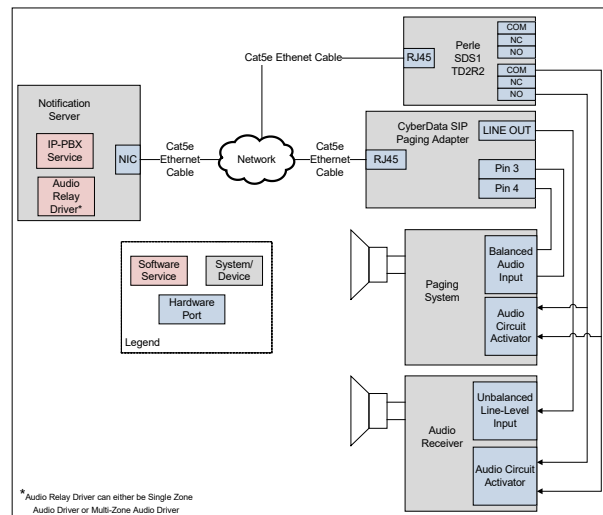 COM
NC
NO
COM
NC
NO
Perle
SDS1
TD2R2
RJ45
Cat5e Ethenet Cable
Notification
Server
IP-PBX
Service
Audio
Relay
Driver*
NIC
Cat5e
Ethernet
Cable
Network
Cat5e
Ethernet
Cable
CyberData SIP
Paging Adapter
RJ45
LINE OUT
Pin 3
Pin 4
Paging
System
Balanced
Audio
Input
Audio
Circuit
Activator
Software
Service
System/
Device
Hardware
Port
Legend
Audio
Receiver
Unbalanced
Line-Level
Input
Audio Circuit
Activator
*Audio Relay Driver can either be Single Zone
Audio Driver or Multi-Zone Audio Driver